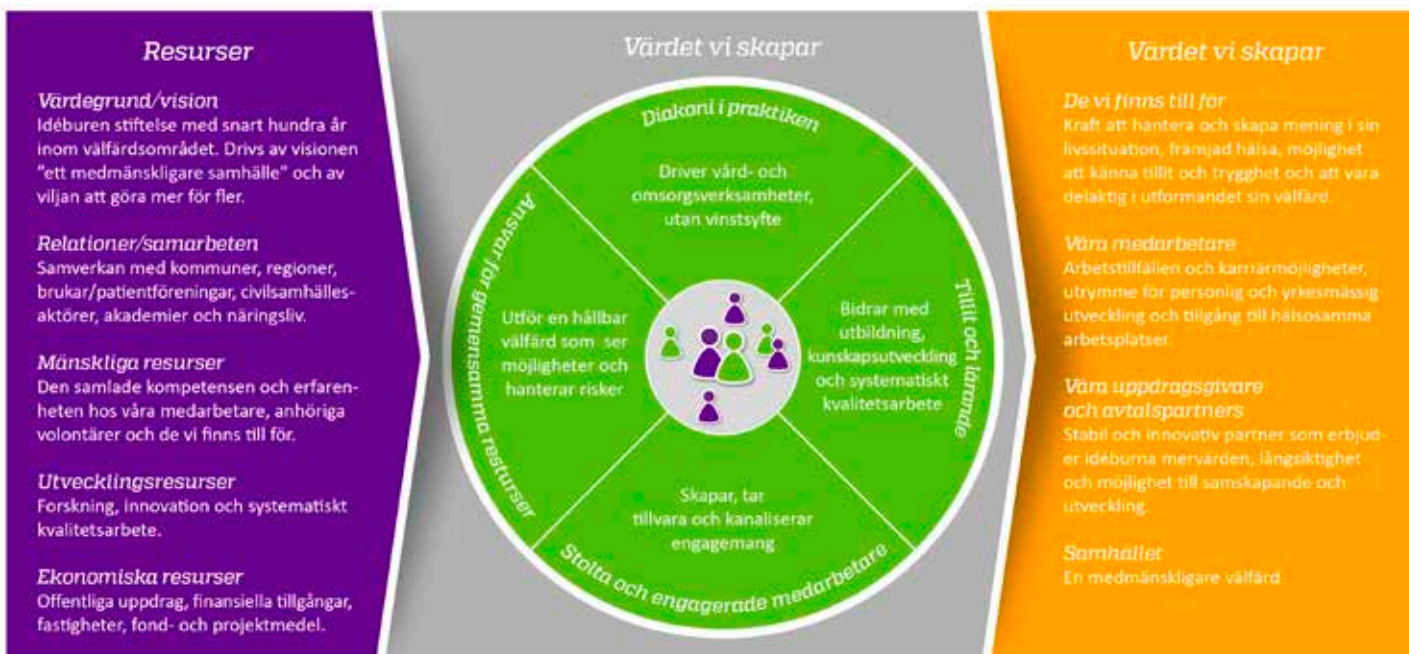 Resurser
Värdegrund/vision
Idéburen stiftelse med snart hundra år
inom välfärdsområdet. Drivs av visionen
"ett medmänskligare samhälle" och av
viljan att göra mer för fler.
Relationer/samarbeten
Samverkan med kommuner, regioner,
brukar/patientföreningar, civilsamhälles-
aktörer, akademier och näringsliv.
Mänskliga resurser
Den samlade kompetensen och erfaren-
heten hos våra medarbetare, anhöriga
volontärer och de vi finns till för.
Utvecklingsresurser
Forskning, innovation och systematiskt
kvalitetsarbete.
Ekonomiska resurser
Offentliga uppdrag, finansiella tillgångar,
fastigheter, fond- och projektmedel.
Värdet vi skapar
Diakoni i praktiken
Driver vård- och
omsorgsverksamheter,
utan vinstsyfte
Tillit och lärande
Bidrar med
utbildning,
kunskapsutveckling
och systematiskt
kvalitetsarbete
Stolta och engagerade medarbetare
Skapar, tar
tillvara och kanaliserar
engagemang
Ansvar för gemensamma resturser
Utför en hållbar
välfärd som ser
möjligheter och
hanterar risker
Värdet vi skapar
De vi finns till för
Kraft att hantera och skapa mening i sin
livssituation, främjad hälsa, möjlighet
att känna tillit och trygghet och att vara
delaktig i utformandet sin välfärd.
Våra medarbetare
Arbetstillfällen och karriärmöjligheter,
utrymme för personlig och yrkesmässig
utveckling och tillgång till hälsosamma
arbetsplatser.
Våra uppdragsgivare
och avtalspartners
Stabil och innovativ partner som erbjud-
er idéburna mervärden, långsiktighet
och möjlighet till samskapande och
utveckling.
Samhället
En medmänskligare välfärd